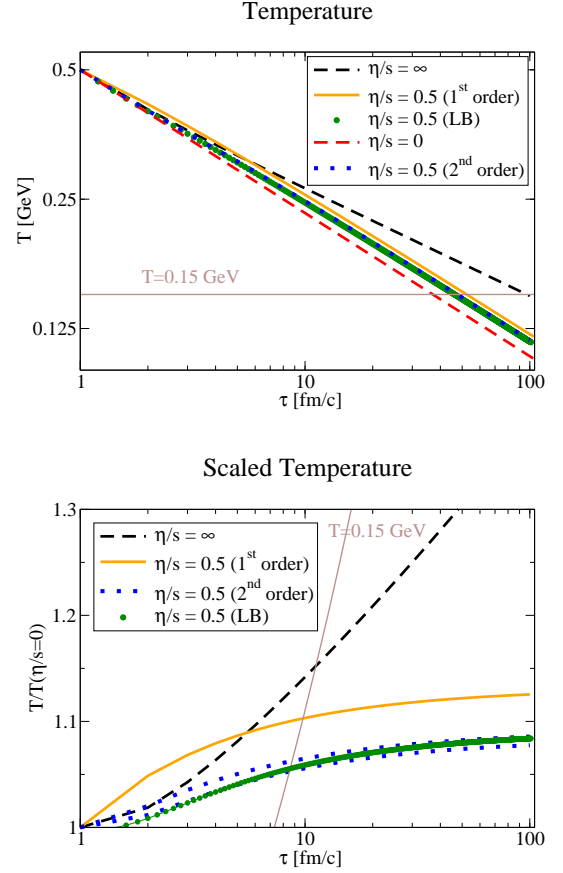 Temperature
0.5
0.25
0.125
T [GeV]
η/s = ∞
η/s = 0.5 (1st order)
η/s = 0.5 (LB)
η/s = 0
η/s = 0.5 (2nd order)
T=0.15 GeV
1 10 100
τ [fm/c]
Scaled Temperature
1.3
1.2
1.1
1
T/T(η/s=0)
η/s = ∞
η/s = 0.5 (1st order)
η/s = 0.5 (2nd order)
η/s = 0.5 (LB)
T=0.15 GeV
1 10 100
τ [fm/c]